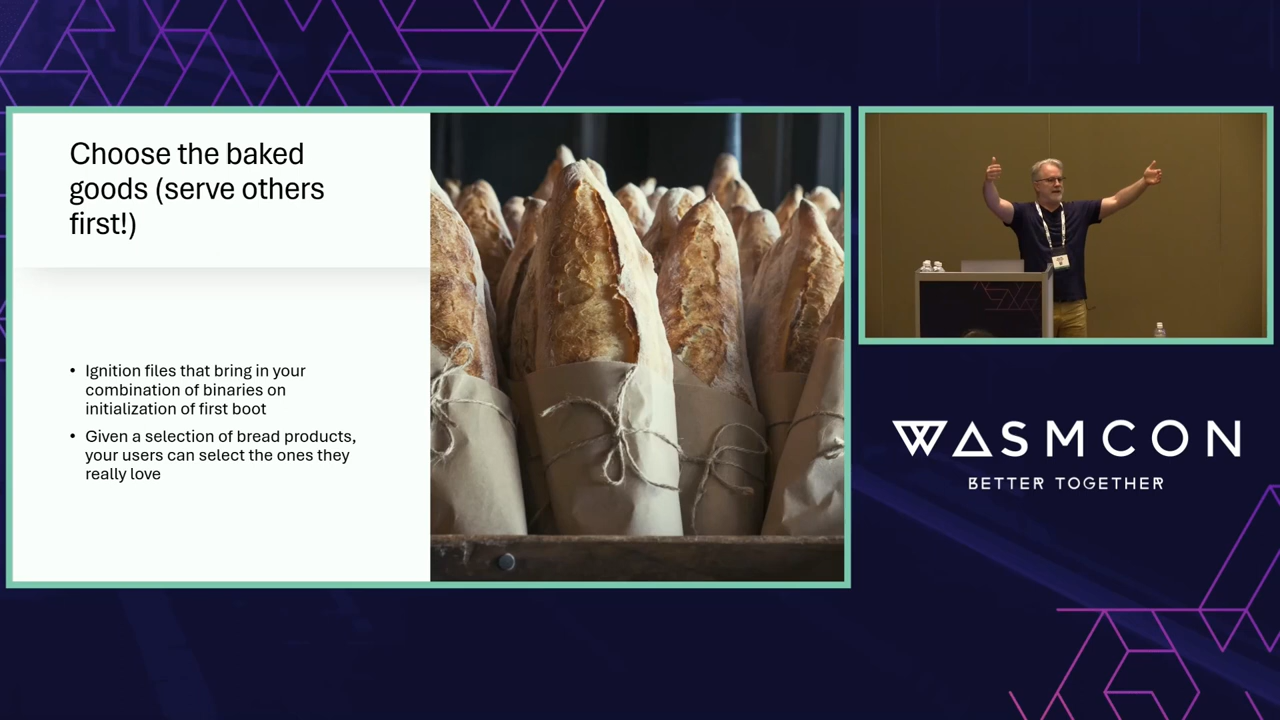 Choose the baked
goods (serve others
first!)
• Ignition files that bring in your
combination of binaries on
initialization of first boot
• Given a selection of bread products,
your users can select the ones they
really love
WASMCON
BETTER TOGETHER